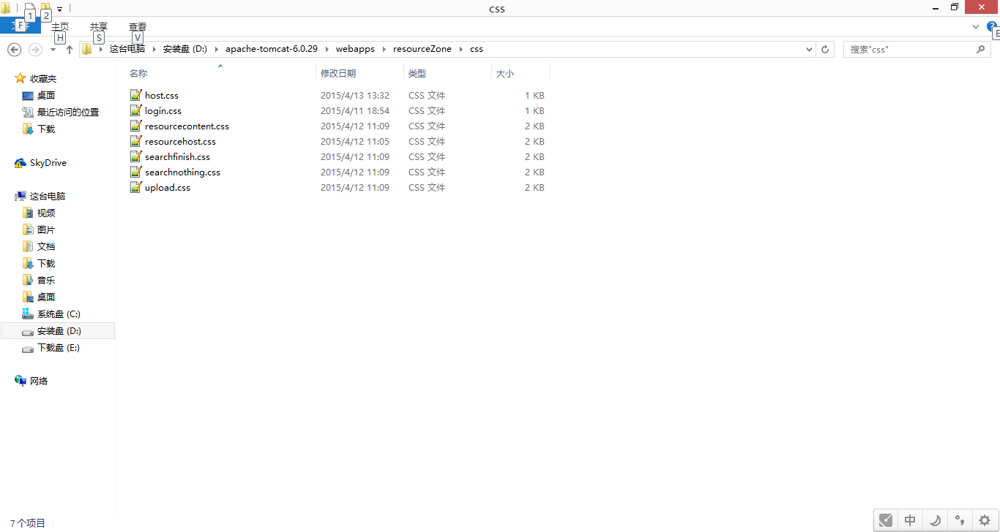 css
1 2
文件 F 主页 H 共享 S 查看 V E
这台电脑 安装盘 (D:) apache-tomcat-6.0.29 webapps resourceZone css 搜索"css"
名称 修改日期 类型 大小
host.css 2015/4/13 13:32 CSS 文件 1 KB
login.css 2015/4/11 18:54 CSS 文件 1 KB
resourcecontent.css 2015/4/12 11:09 CSS 文件 2 KB
resourcehost.css 2015/4/12 11:05 CSS 文件 2 KB
searchfinish.css 2015/4/12 11:09 CSS 文件 2 KB
searchnothing.css 2015/4/12 11:09 CSS 文件 2 KB
upload.css 2015/4/12 11:09 CSS 文件 2 KB
收藏夹
桌面
最近访问的位置
下载
SkyDrive
这台电脑
视频
图片
文档
下载
音乐
桌面
系统盘 (C:)
安装盘 (D:)
下载盘 (E:)
网络
7 个项目
中 °,